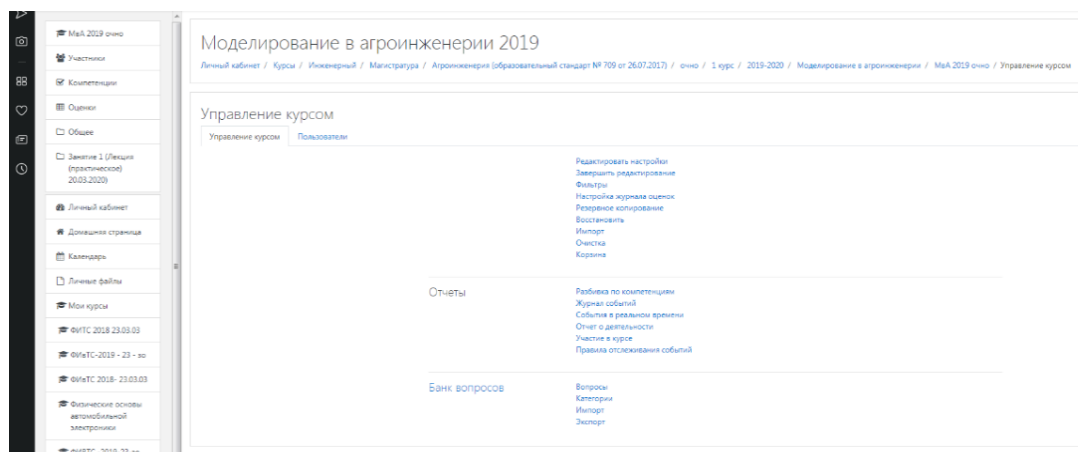 МвА 2019 очно
Участники
Компетенции
Оценки
Общее
Занятие 1 (Лекция
(практическое)
20.03.2020)
Личный кабинет
Домашняя страница
Календарь
Личные файлы
Мои курсы
ФИТС 2018 23.03.03
ФИвТС-2019 - 23 - зо
ФИвТС 2018- 23.03.03
Физические основы
автомобильной
электроники
Моделирование в агроинженерии 2019
Личный кабинет / Курсы / Инженерный / Магистратура / Агроинженерия (образовательный стандарт № 709 от 26.07.2017) / очно / 1 курс / 2019-2020 / Моделирование в агроинженерии / МвА 2019 очно / Управление курсом
Управление курсом
Управление курсом Пользователи
Редактировать настройки
Завершить редактирование
Фильтры
Настройка журнала оценок
Резервное копирование
Восстановить
Импорт
Очистка
Корзина
Отчеты
Разбивка по компетенциям
Журнал событий
События в реальном времени
Отчет о деятельности
Участие в курсе
Правила отслеживания событий
Банк вопросов
Вопросы
Категории
Импорт
Экспорт